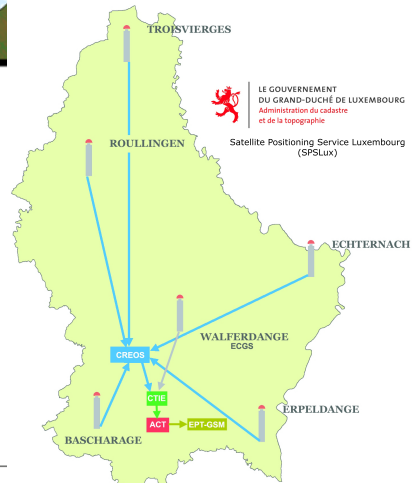 TROISVIERGES
LE GOUVERNEMENT
DU GRAND-DUCHÉ DE LUXEMBOURG
Administration du cadastre
et de la topographie
Satellite Positioning Service Luxembourg
(SPSLux)
ROULLINGEN
ECHTERNACH
WALFERDANGE
ECGS
CREOS
CTIE
ERPELDANGE
ACT
EPT-GSM
BASCHARAGE